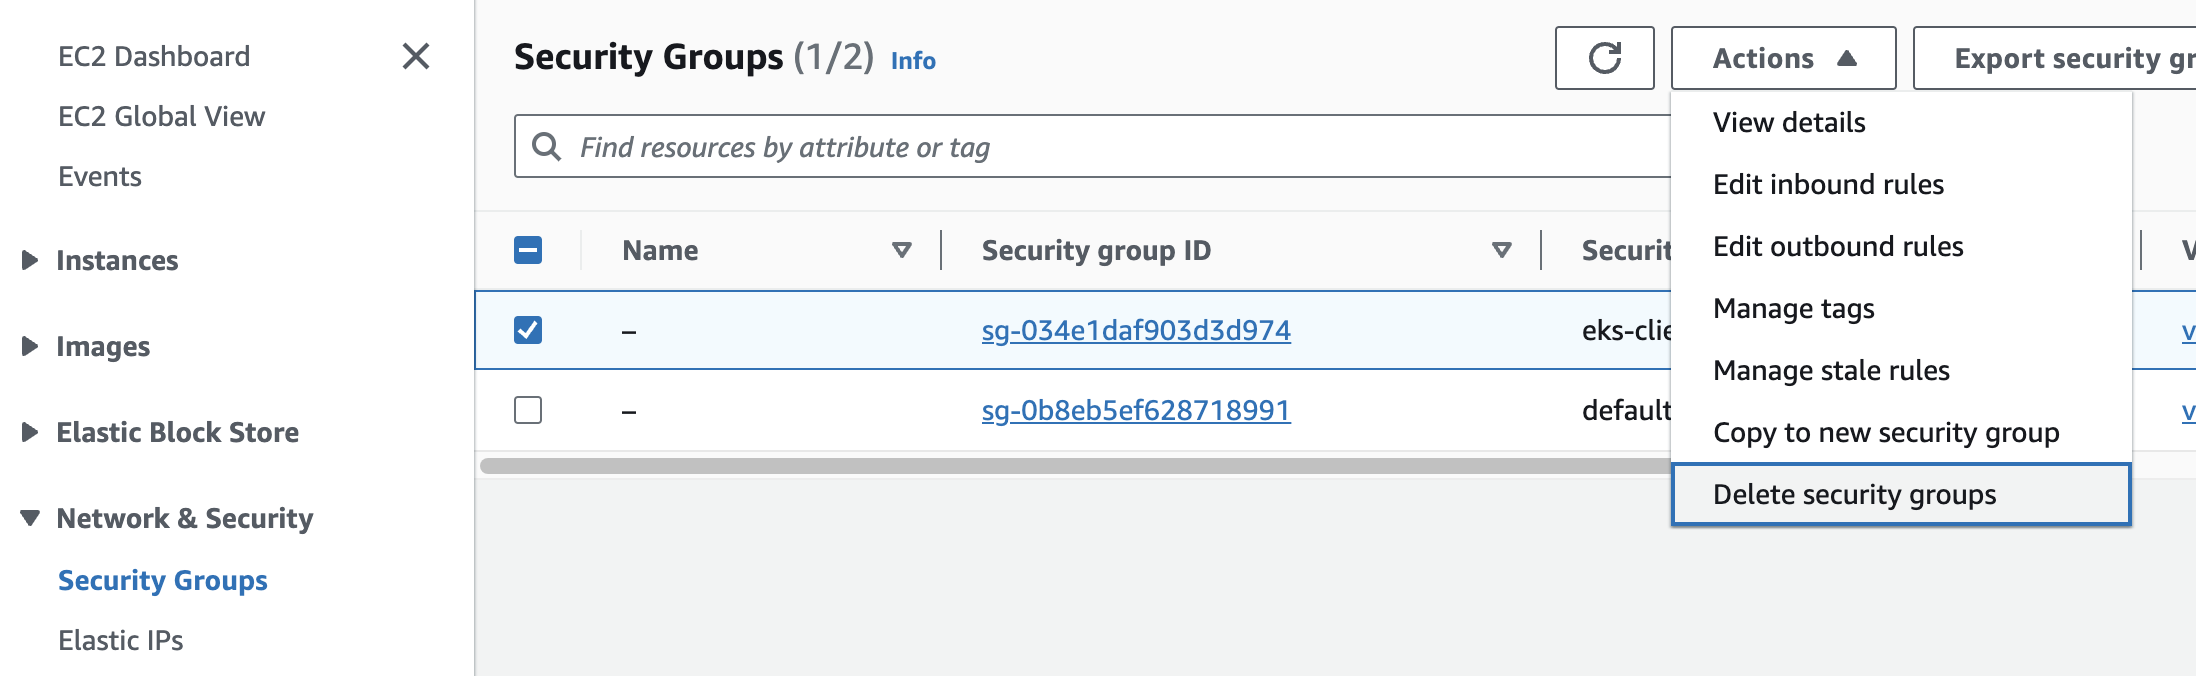 EC2 Dashboard
EC2 Global View
Events
Instances
Images
Elastic Block Store
Network & Security
Security Groups
Elastic IPs
Security Groups (1/2) Info
Actions
Export security gr
Find resources by attribute or tag
Name
Security group ID
Securit
–
sg-034e1daf903d3d974
eks-clie
–
sg-0b8eb5ef628718991
default
View details
Edit inbound rules
Edit outbound rules
Manage tags
Manage stale rules
Copy to new security group
Delete security groups